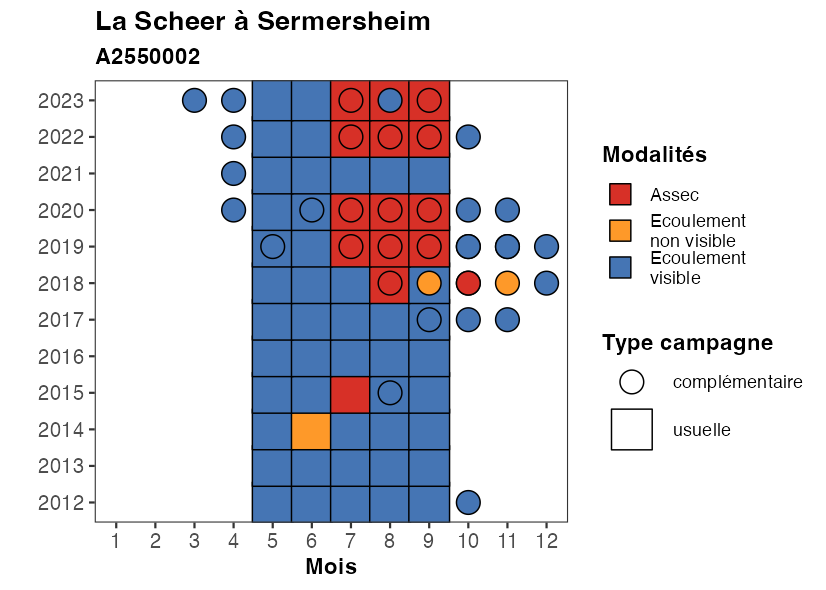 La Scheer à Sermersheim
A2550002
2023
2022
2021
2020
2019
2018
2017
2016
2015
2014
2013
2012
1 2 3 4 5 6 7 8 9 10 11 12
Mois
Modalités
Assec
Ecoulement
non visible
Ecoulement
visible
Type campagne
complémentaire
usuelle